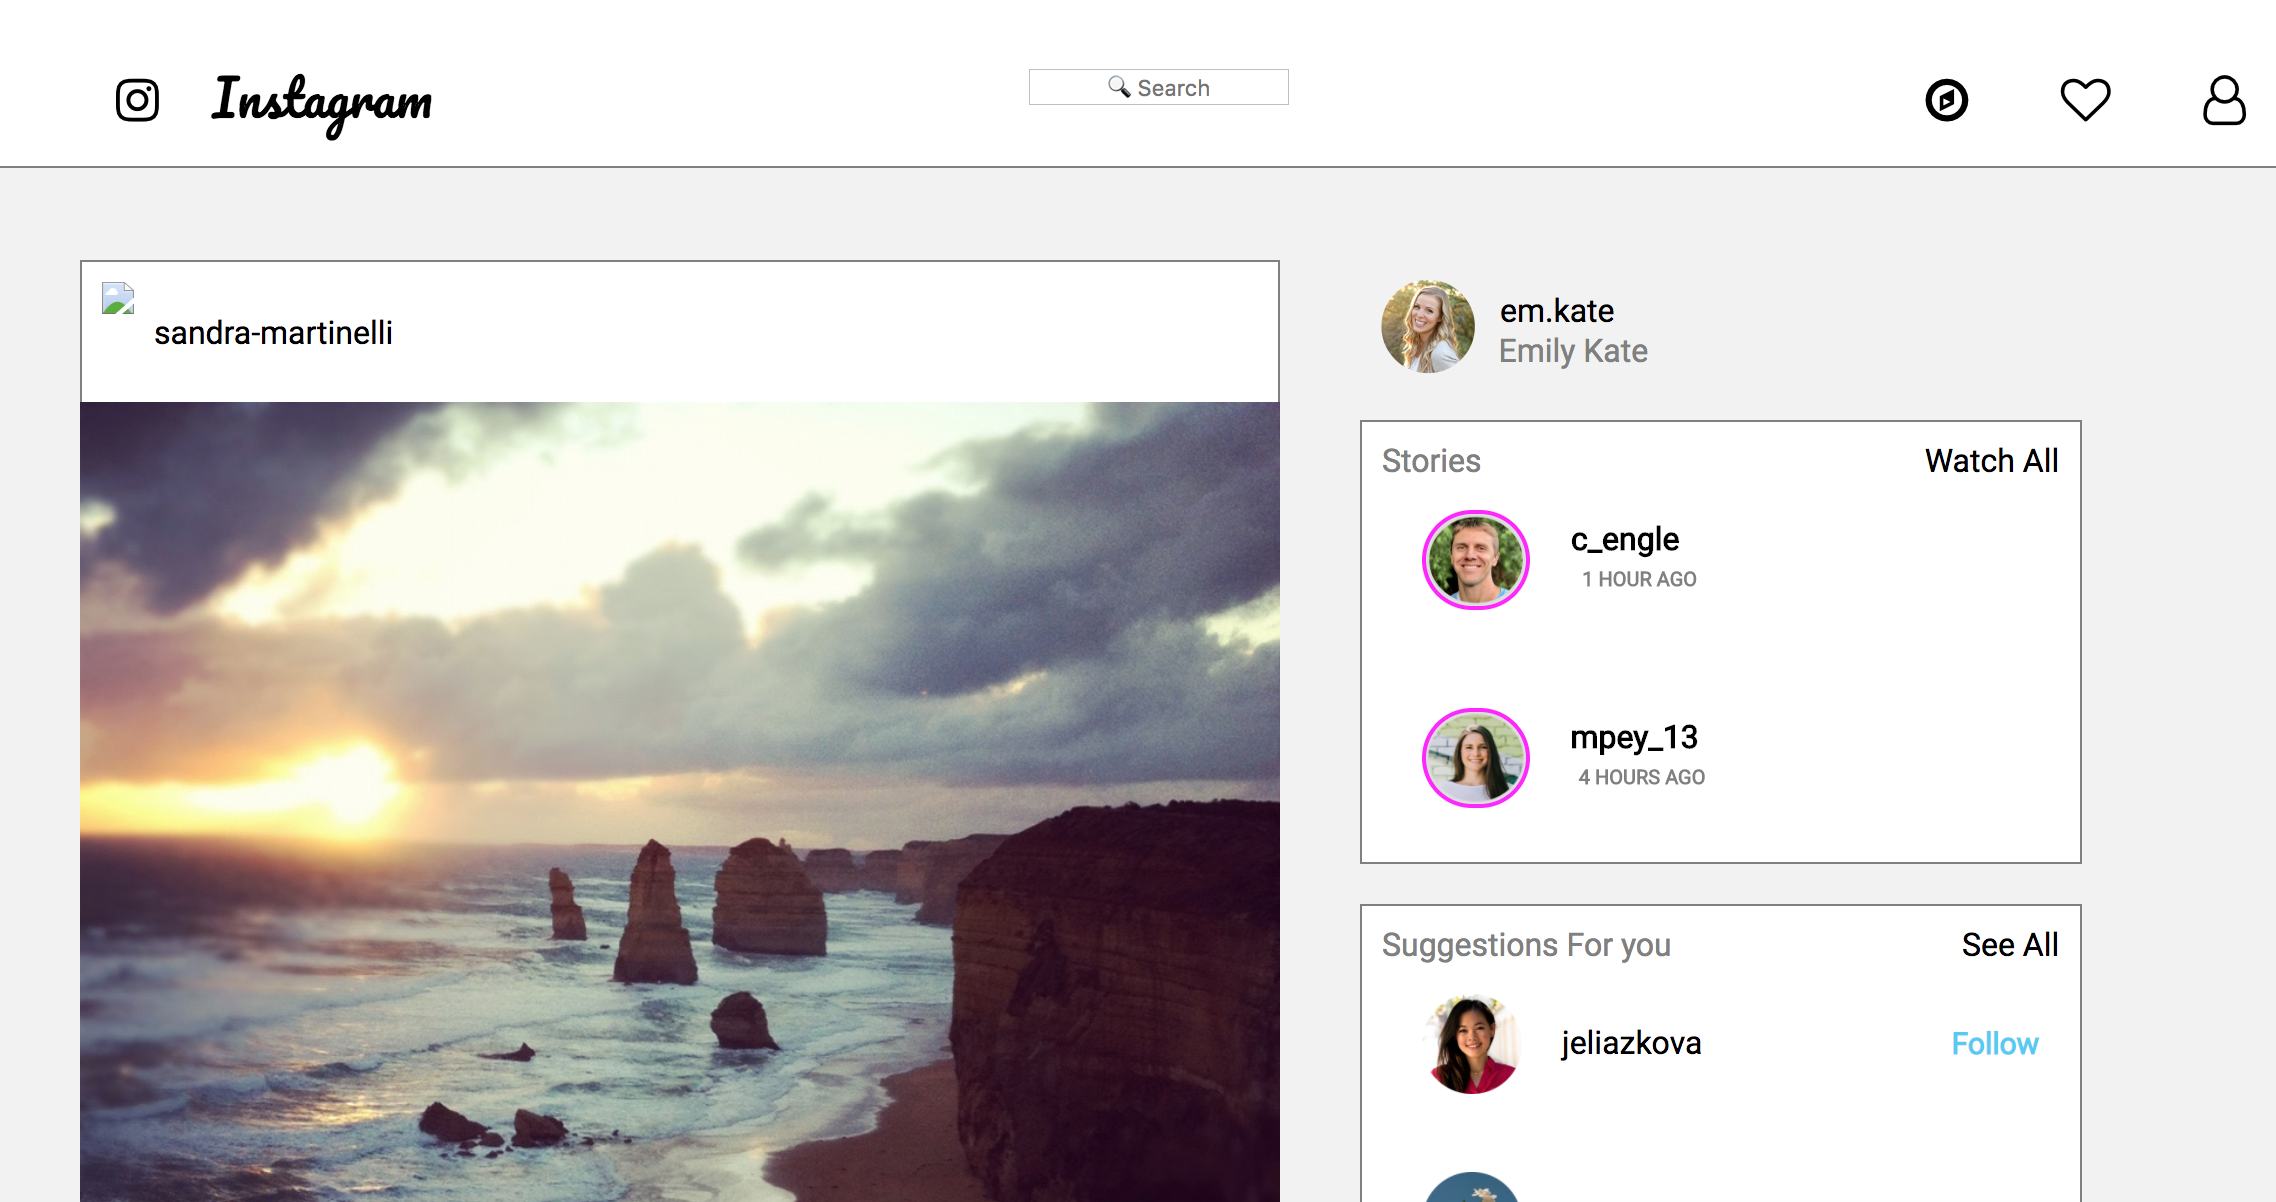 Instagram
Search
sandra-martinelli
em.kate
Emily Kate
Stories
Watch All
c_engle
1 HOUR AGO
mpey_13
4 HOURS AGO
Suggestions For you
See All
jeliazkova
Follow